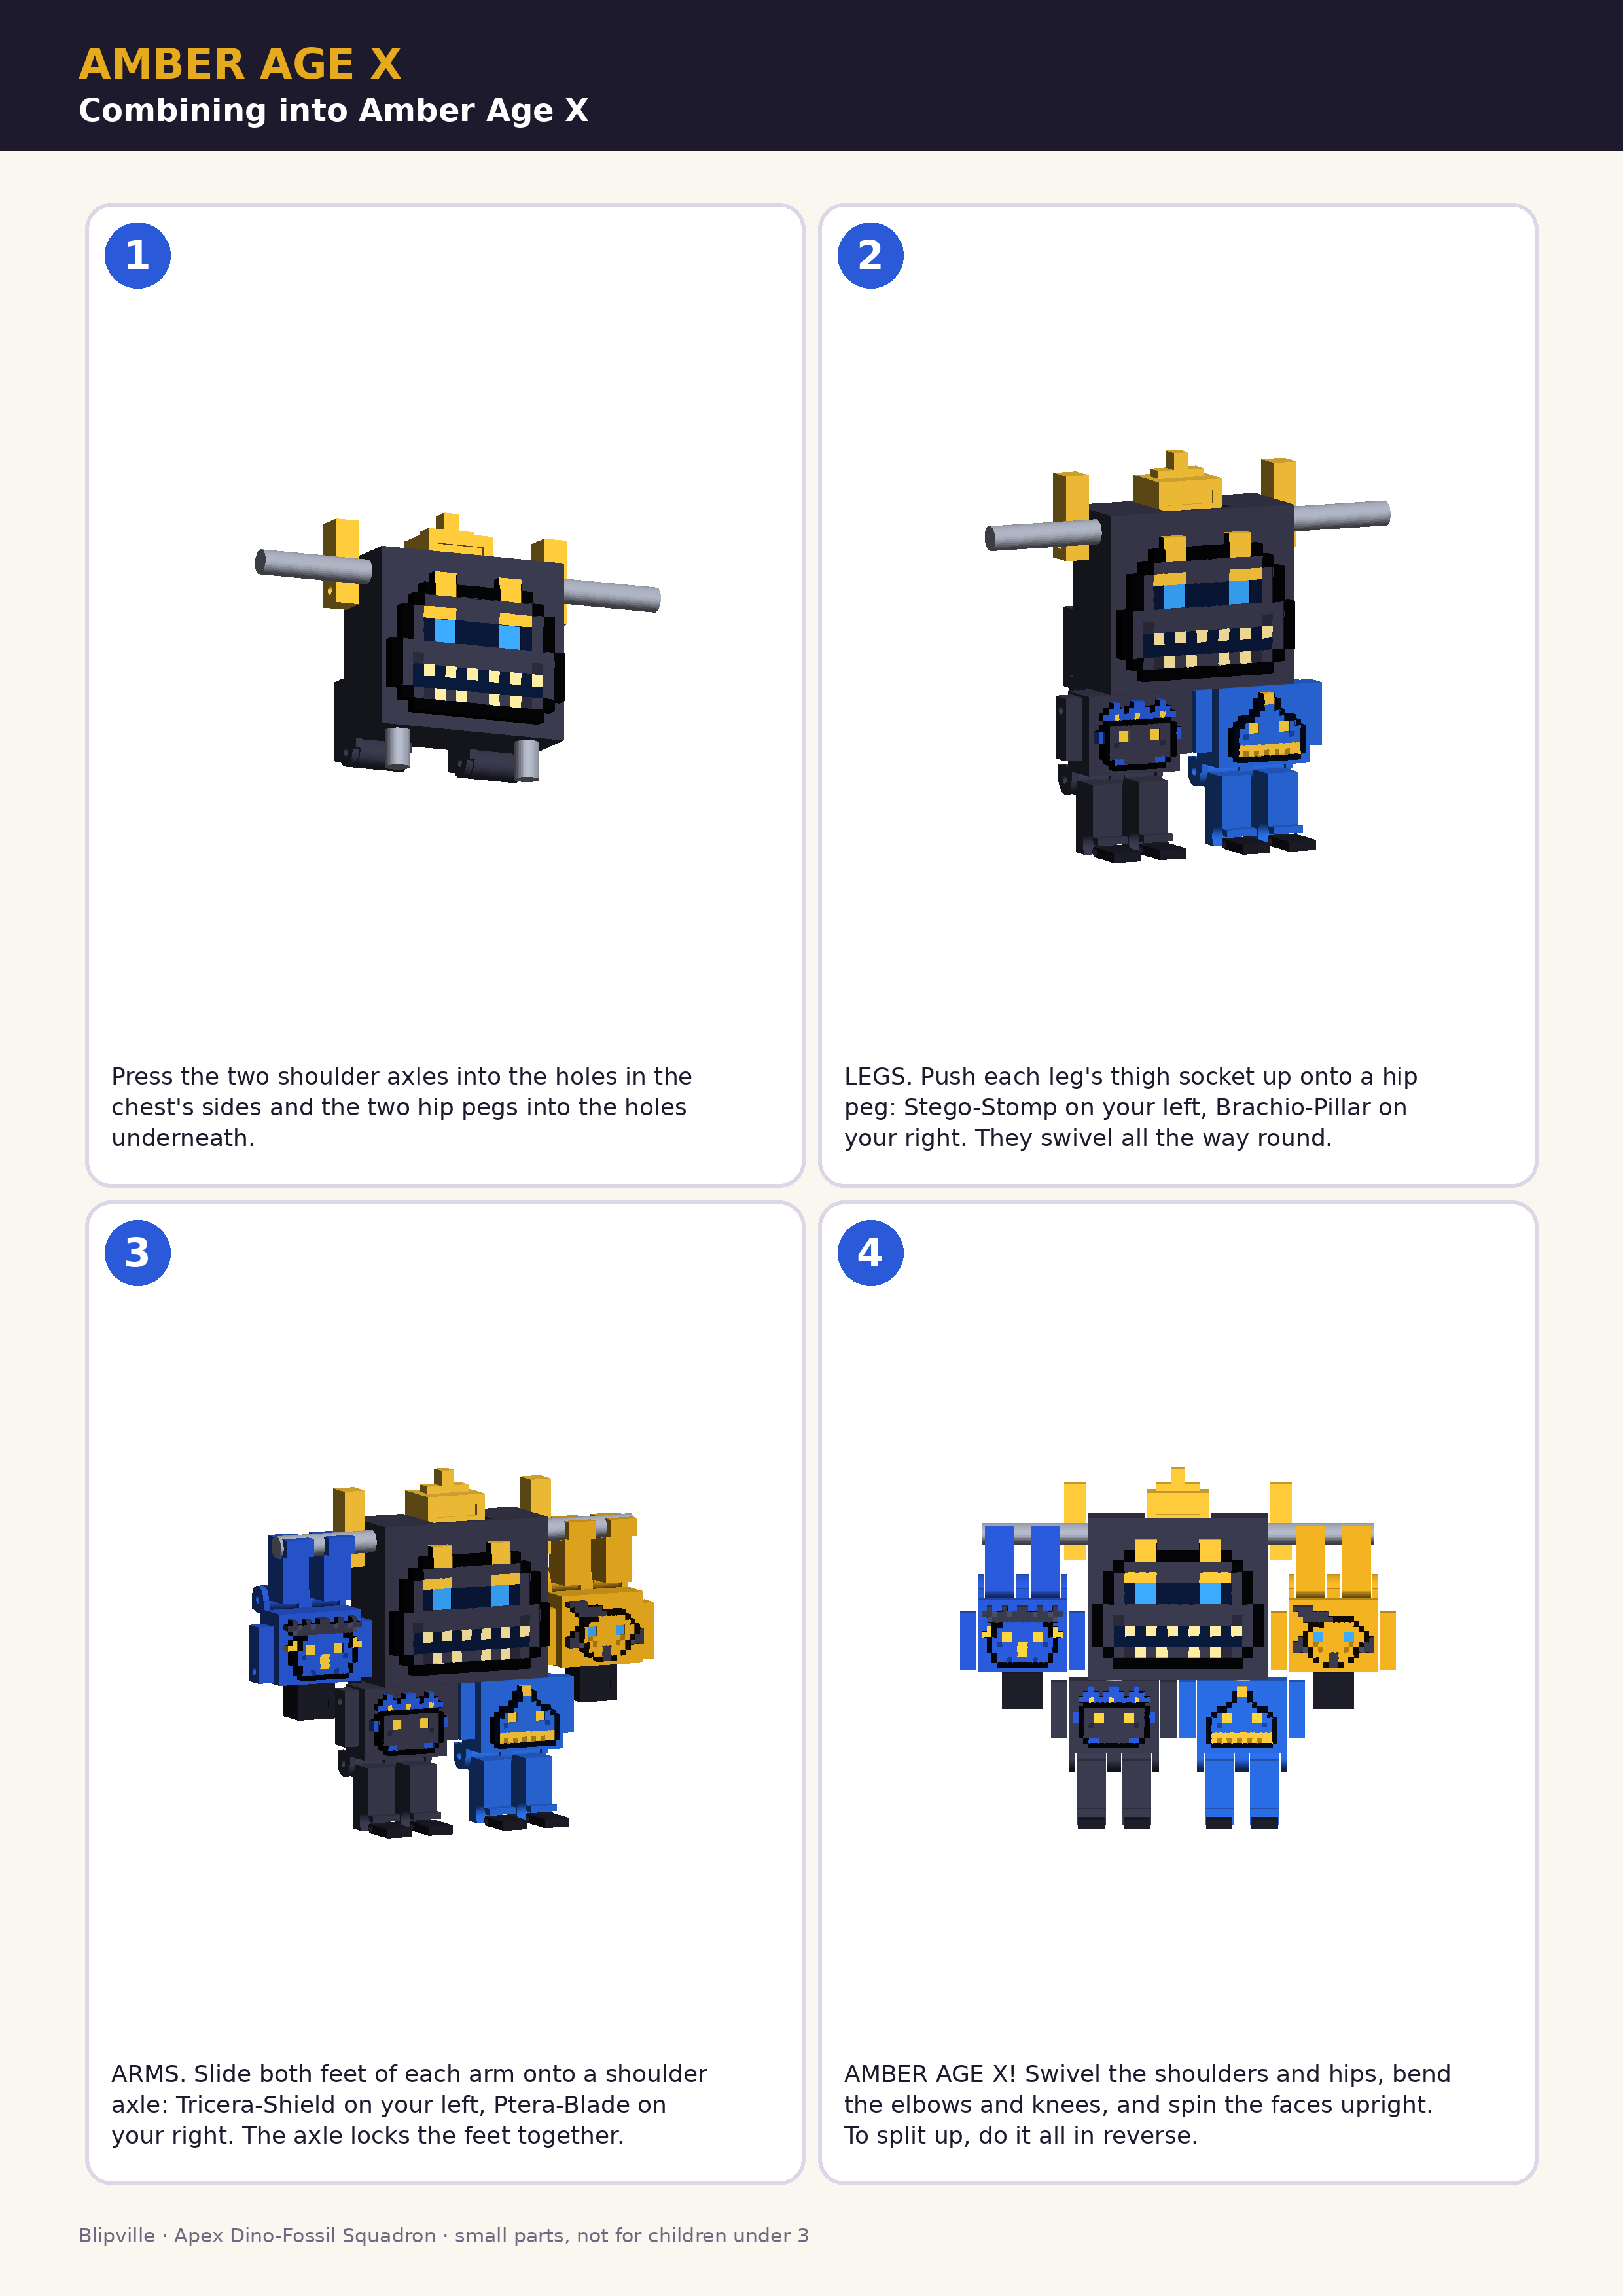 AMBER AGE X
Combining into Amber Age X
1
Press the two shoulder axles into the holes in the
chest's sides and the two hip pegs into the holes
underneath.
2
LEGS. Push each leg's thigh socket up onto a hip
peg: Stego-Stomp on your left, Brachio-Pillar on
your right. They swivel all the way round.
3
ARMS. Slide both feet of each arm onto a shoulder
axle: Tricera-Shield on your left, Ptera-Blade on
your right. The axle locks the feet together.
4
AMBER AGE X! Swivel the shoulders and hips, bend
the elbows and knees, and spin the faces upright.
To split up, do it all in reverse.
Blipville · Apex Dino-Fossil Squadron · small parts, not for children under 3